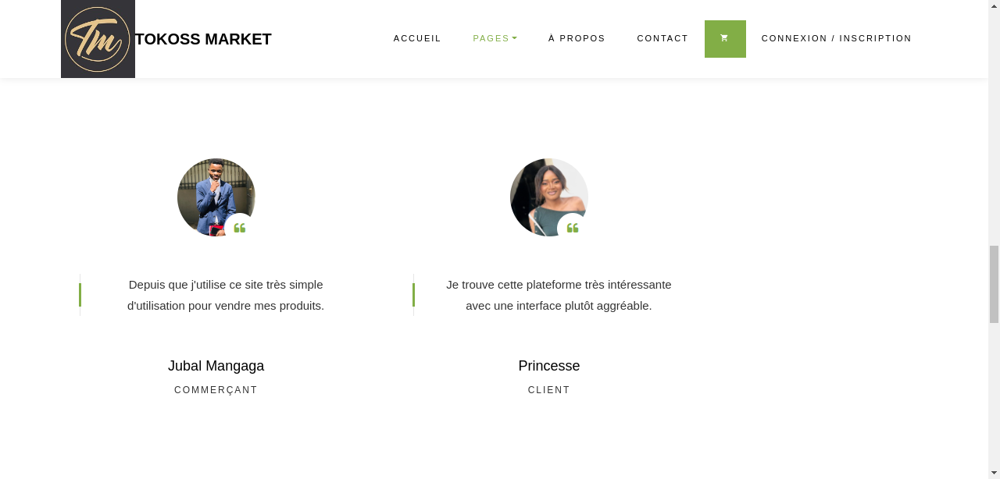 Tm
TOKOSS MARKET
ACCUEIL
PAGES
À PROPOS
CONTACT
CONNEXION / INSCRIPTION
Depuis que j'utilise ce site très simple
d'utilisation pour vendre mes produits.
Jubal Mangaga
COMMERÇANT
Je trouve cette plateforme très intéressante
avec une interface plutôt aggréable.
Princesse
CLIENT